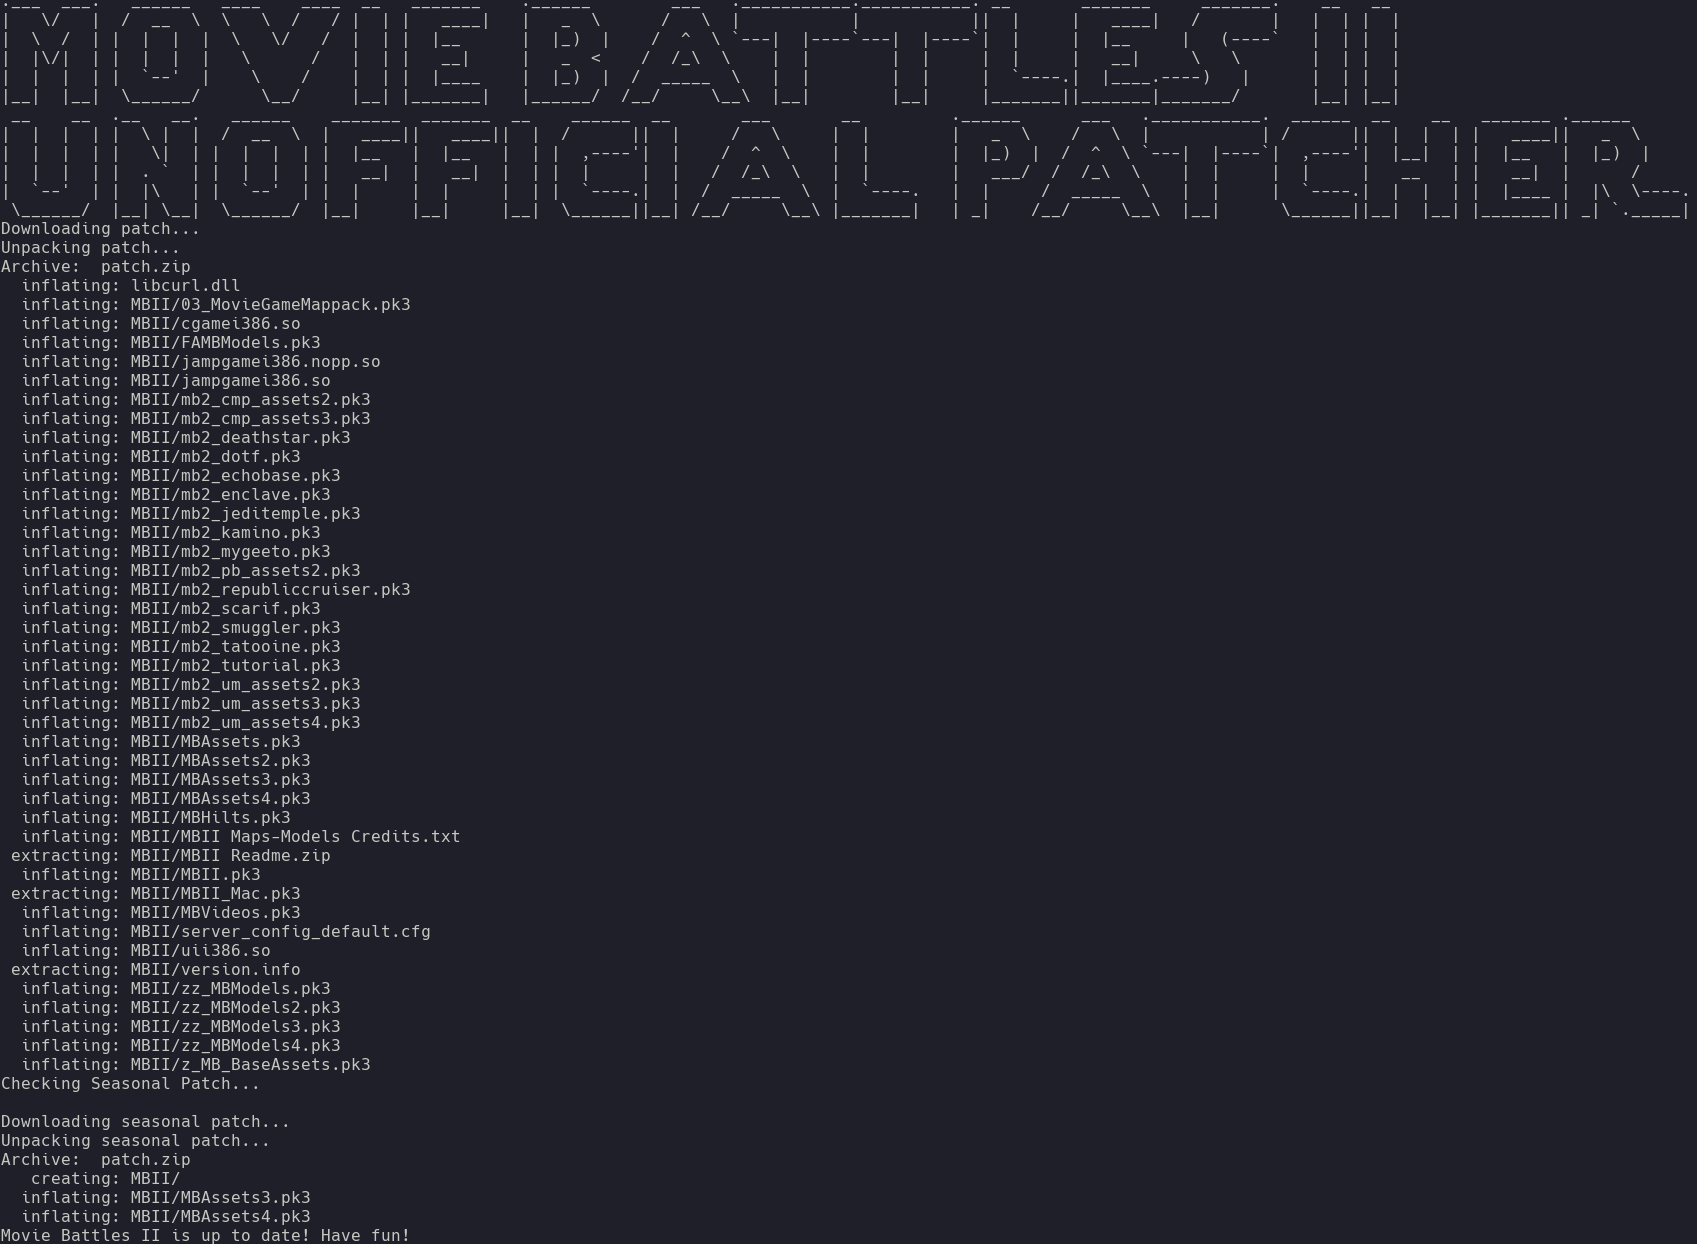 MOVIE BATTLES II
UNOFFICIAL PATCHER
Downloading patch...
Unpacking patch...
Archive:  patch.zip
  inflating: libcurl.dll
  inflating: MBII/03_MovieGameMappack.pk3
  inflating: MBII/cgamei386.so
  inflating: MBII/FAMBModels.pk3
  inflating: MBII/jampgamei386.nopp.so
  inflating: MBII/jampgamei386.so
  inflating: MBII/mb2_cmp_assets2.pk3
  inflating: MBII/mb2_cmp_assets3.pk3
  inflating: MBII/mb2_deathstar.pk3
  inflating: MBII/mb2_dotf.pk3
  inflating: MBII/mb2_echobase.pk3
  inflating: MBII/mb2_enclave.pk3
  inflating: MBII/mb2_jeditemple.pk3
  inflating: MBII/mb2_kamino.pk3
  inflating: MBII/mb2_mygeeto.pk3
  inflating: MBII/mb2_pb_assets2.pk3
  inflating: MBII/mb2_republiccruiser.pk3
  inflating: MBII/mb2_scarif.pk3
  inflating: MBII/mb2_smuggler.pk3
  inflating: MBII/mb2_tatooine.pk3
  inflating: MBII/mb2_tutorial.pk3
  inflating: MBII/mb2_um_assets2.pk3
  inflating: MBII/mb2_um_assets3.pk3
  inflating: MBII/mb2_um_assets4.pk3
  inflating: MBII/MBAssets.pk3
  inflating: MBII/MBAssets2.pk3
  inflating: MBII/MBAssets3.pk3
  inflating: MBII/MBAssets4.pk3
  inflating: MBII/MBHilts.pk3
  inflating: MBII/MBII Maps-Models Credits.txt
 extracting: MBII/MBII Readme.zip
  inflating: MBII/MBII.pk3
 extracting: MBII/MBII_Mac.pk3
  inflating: MBII/MBVideos.pk3
  inflating: MBII/server_config_default.cfg
  inflating: MBII/uii386.so
 extracting: MBII/version.info
  inflating: MBII/zz_MBModels.pk3
  inflating: MBII/zz_MBModels2.pk3
  inflating: MBII/zz_MBModels3.pk3
  inflating: MBII/zz_MBModels4.pk3
  inflating: MBII/z_MB_BaseAssets.pk3
Checking Seasonal Patch...
Downloading seasonal patch...
Unpacking seasonal patch...
Archive:  patch.zip
   creating: MBII/
  inflating: MBII/MBAssets3.pk3
  inflating: MBII/MBAssets4.pk3
Movie Battles II is up to date! Have fun!